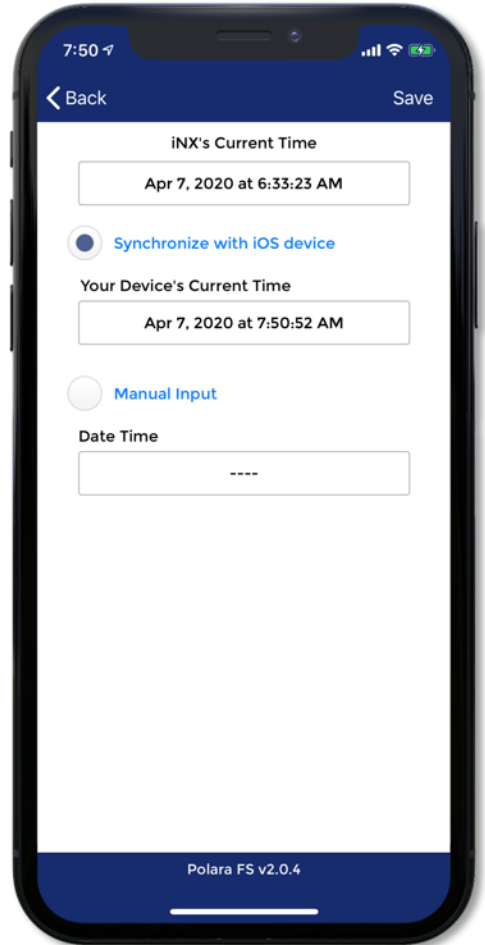 7:50
Back
Save
iNX's Current Time
Apr 7, 2020 at 6:33:23 AM
Synchronize with iOS device
Your Device's Current Time
Apr 7, 2020 at 7:50:52 AM
Manual Input
Date Time
----
Polara FS v2.0.4